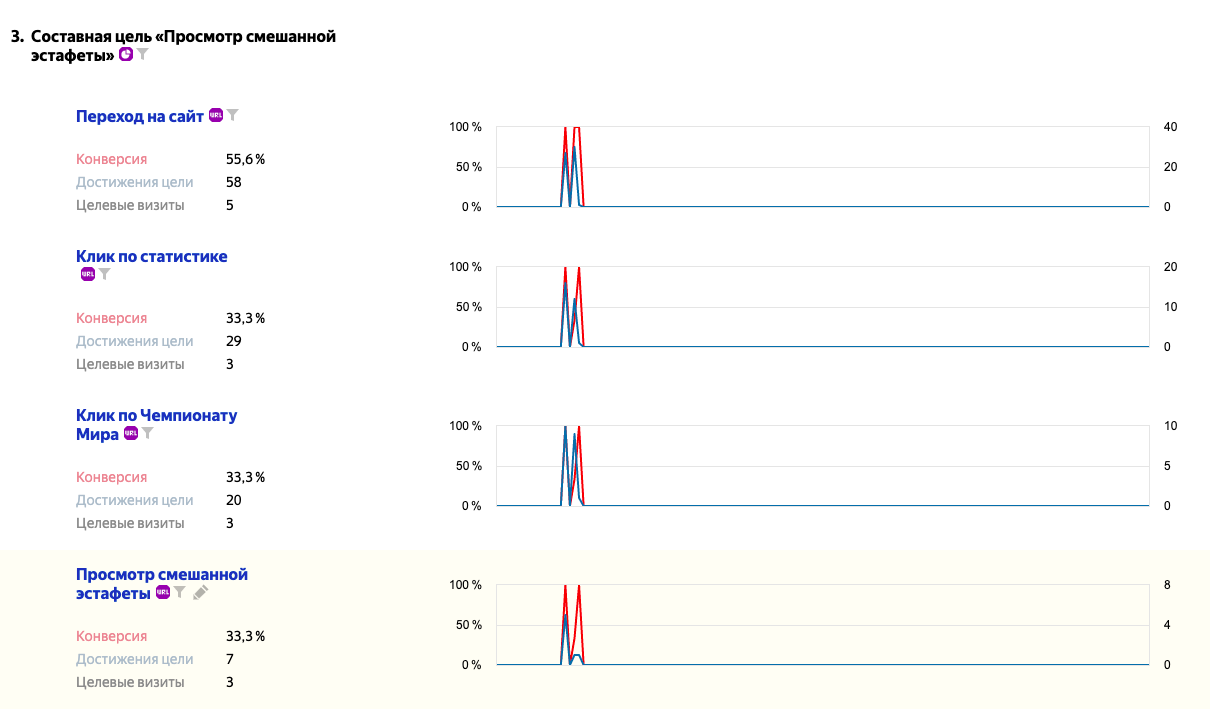 3. Составная цель «Просмотр смешанной
эстафеты»
Переход на сайт URL
Конверсия 55,6 %
Достижения цели 58
Целевые визиты 5
100 % 40
50 % 20
0 % 0
Клик по статистике
URL
Конверсия 33,3 %
Достижения цели 29
Целевые визиты 3
100 % 20
50 % 10
0 % 0
Клик по Чемпионату
Мира URL
Конверсия 33,3 %
Достижения цели 20
Целевые визиты 3
100 % 10
50 % 5
0 % 0
Просмотр смешанной
эстафеты URL
Конверсия 33,3 %
Достижения цели 7
Целевые визиты 3
100 % 8
50 % 4
0 % 0